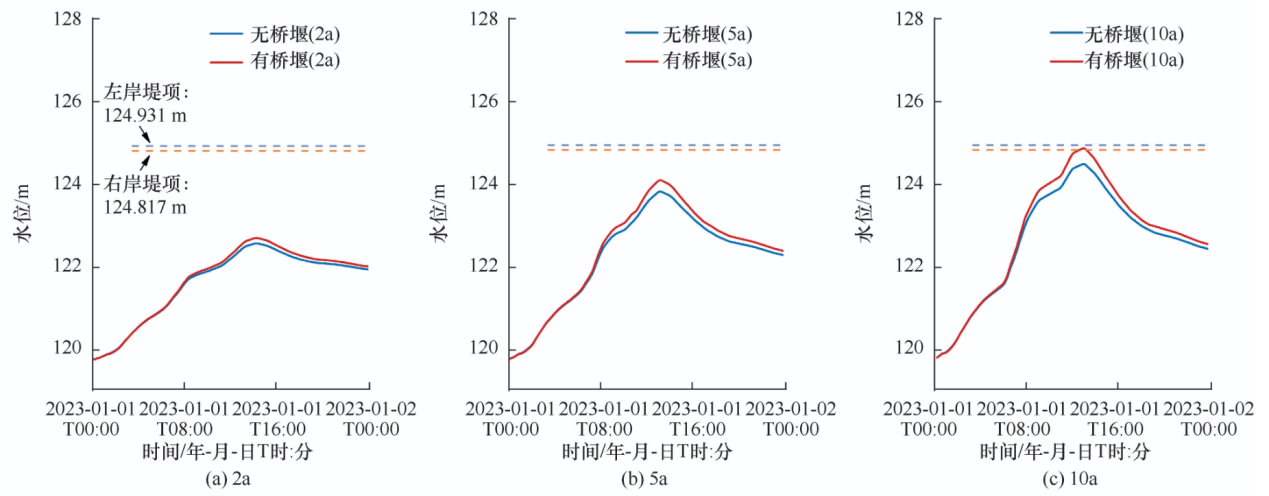 128
126
124
122
120
水位/m
无桥堰(2a)
有桥堰(2a)
左岸堤项：
124.931 m
右岸堤项：
124.817 m
2023-01-01 2023-01-01 2023-01-01 2023-01-02
T00:00 T08:00 T16:00 T00:00
时间/年-月-日T时:分
(a) 2a
128
126
124
122
120
水位/m
无桥堰(5a)
有桥堰(5a)
2023-01-01 2023-01-01 2023-01-01 2023-01-02
T00:00 T08:00 T16:00 T00:00
时间/年-月-日T时:分
(b) 5a
128
126
124
122
120
水位/m
无桥堰(10a)
有桥堰(10a)
2023-01-01 2023-01-01 2023-01-01 2023-01-02
T00:00 T08:00 T16:00 T00:00
时间/年-月-日T时:分
(c) 10a